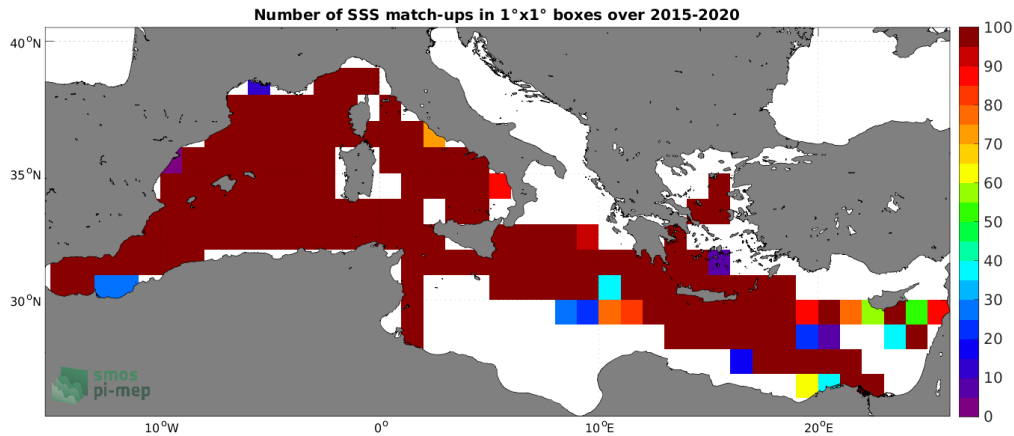 Number of SSS match-ups in 1°x1° boxes over 2015-2020
40°N
35°N
30°N
10°W
0°
10°E
20°E
100
90
80
70
60
50
40
30
20
10
0
smos
pi-mep